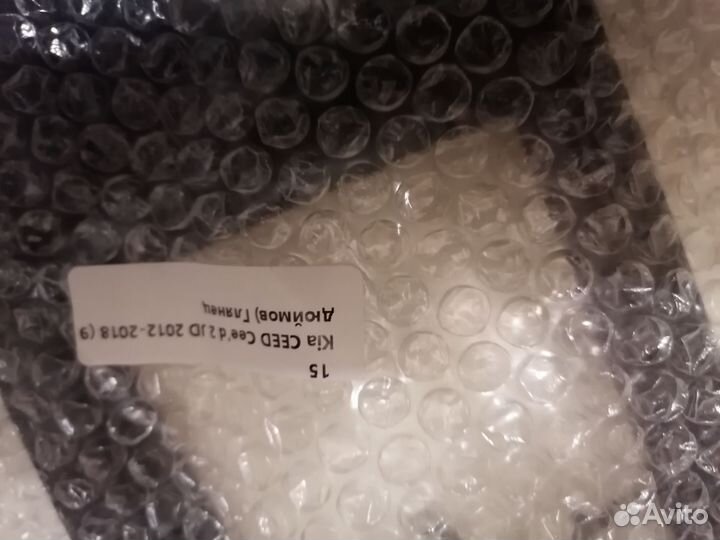 15
Kia CEED Cee'd 2 JD 2012-2018 (9
дюймов) Глянец
Avito